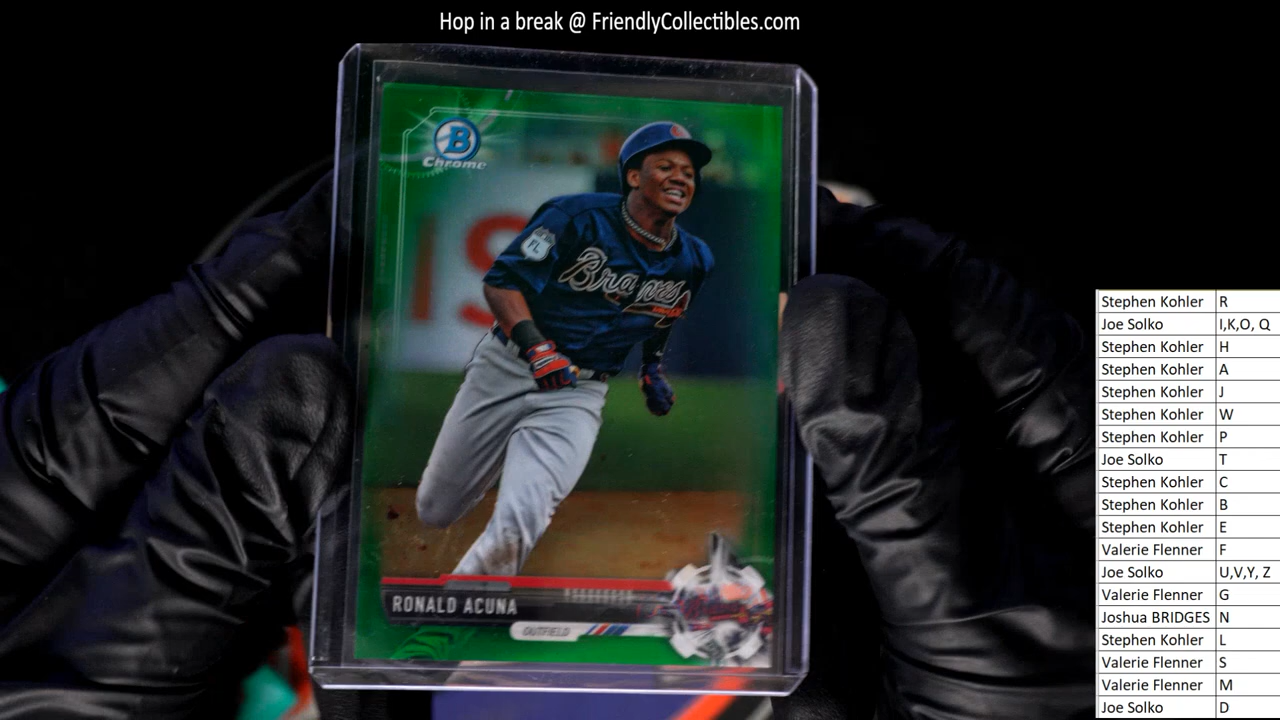 Hop in a break @ FriendlyCollectibles.com
B
Chrome
IS
FL
Braves
RONALD ACUNA
OUTFIELD
Stephen Kohler R
Joe Solko I,K,O, Q
Stephen Kohler H
Stephen Kohler A
Stephen Kohler J
Stephen Kohler W
Stephen Kohler P
Joe Solko T
Stephen Kohler C
Stephen Kohler B
Stephen Kohler E
Valerie Flenner F
Joe Solko U,V,Y, Z
Valerie Flenner G
Joshua BRIDGES N
Stephen Kohler L
Valerie Flenner S
Valerie Flenner M
Joe Solko D